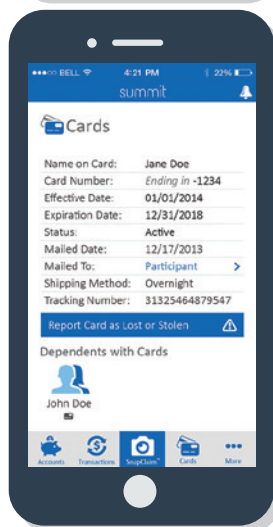 BELL 4:21 PM 22%
summit
Cards
Name on Card: Jane Doe
Card Number: Ending in -1234
Effective Date: 01/01/2014
Expiration Date: 12/31/2018
Status: Active
Mailed Date: 12/17/2013
Mailed To: Participant >
Shipping Method: Overnight
Tracking Number: 31325464879547
Report Card as Lost or Stolen
Dependents with Cards
John Doe
Accounts Transactions SnapClaim™ Cards More